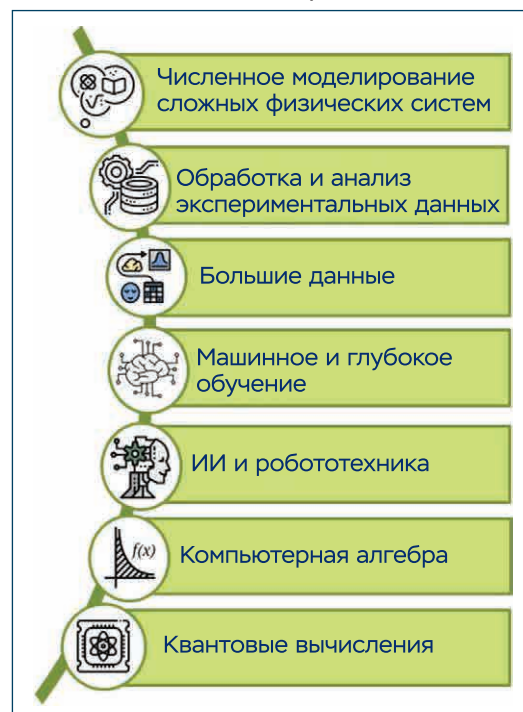 Численное моделирование
сложных физических систем
Обработка и анализ
экспериментальных данных
Большие данные
Машинное и глубокое
обучение
ИИ и робототехника
f(x)
Компьютерная алгебра
Квантовые вычисления